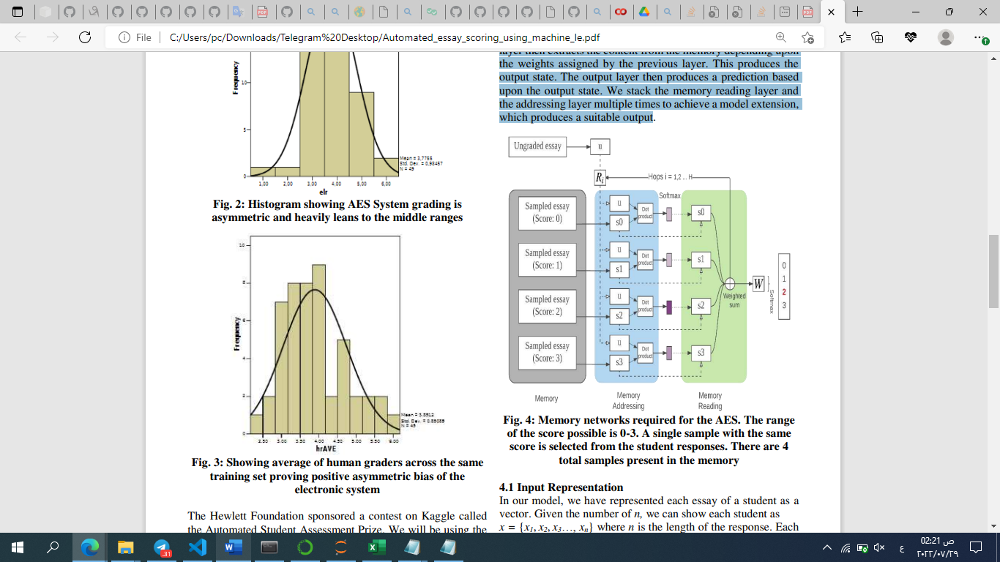 File
C:/Users/pc/Downloads/Telegram%20Desktop/Automated_essay_scoring_using_machine_le.pdf
Frequency
10
5
0
1,00 2,00 3,00 4,00 5,00 6,00
elr
Mean = 3,7755
Std. Dev. = 0,98457
N = 49
Fig. 2: Histogram showing AES System grading is
asymmetric and heavily leans to the middle ranges
Frequency
10
8
6
4
2
0
2.50 3.00 3.50 4.00 4.50 5.00 5.50 6.00
hrAVE
N = 49
Fig. 3: Showing average of human graders across the same
training set proving positive asymmetric bias of the
electronic system
The Hewlett Foundation sponsored a contest on Kaggle called
the Automated Student Assessment Prize. We will be using the
layer then extracts the content from the memory depending upon
the weights assigned by the previous layer. This produces the
output state. The output layer then produces a prediction based
upon the output state. We stack the memory reading layer and
the addressing layer multiple times to achieve a model extension,
which produces a suitable output.
Ungraded essay
u
Ri
Hops i = 1,2 ... H
Softmax
Sampled essay
(Score: 0)
u
s0
Dot
product
s0
Sampled essay
(Score: 1)
u
s1
Dot
product
s1
Sampled essay
(Score: 2)
u
s2
Dot
product
s2
Sampled essay
(Score: 3)
u
s3
Dot
product
s3
Weighted
sum
W
Softmax
0
1
2
3
Memory
Memory
Addressing
Memory
Reading
Fig. 4: Memory networks required for the AES. The range
of the score possible is 0-3. A single sample with the same
score is selected from the student responses. There are 4
total samples present in the memory
4.1 Input Representation
In our model, we have represented each essay of a student as a
vector. Given the number of n, we can show each student as
x = {x1, x2, x3…, xn} where n is the length of the response. Each
31
ع
02:21 ص
٢٠٢٢/٠٧/٢٩